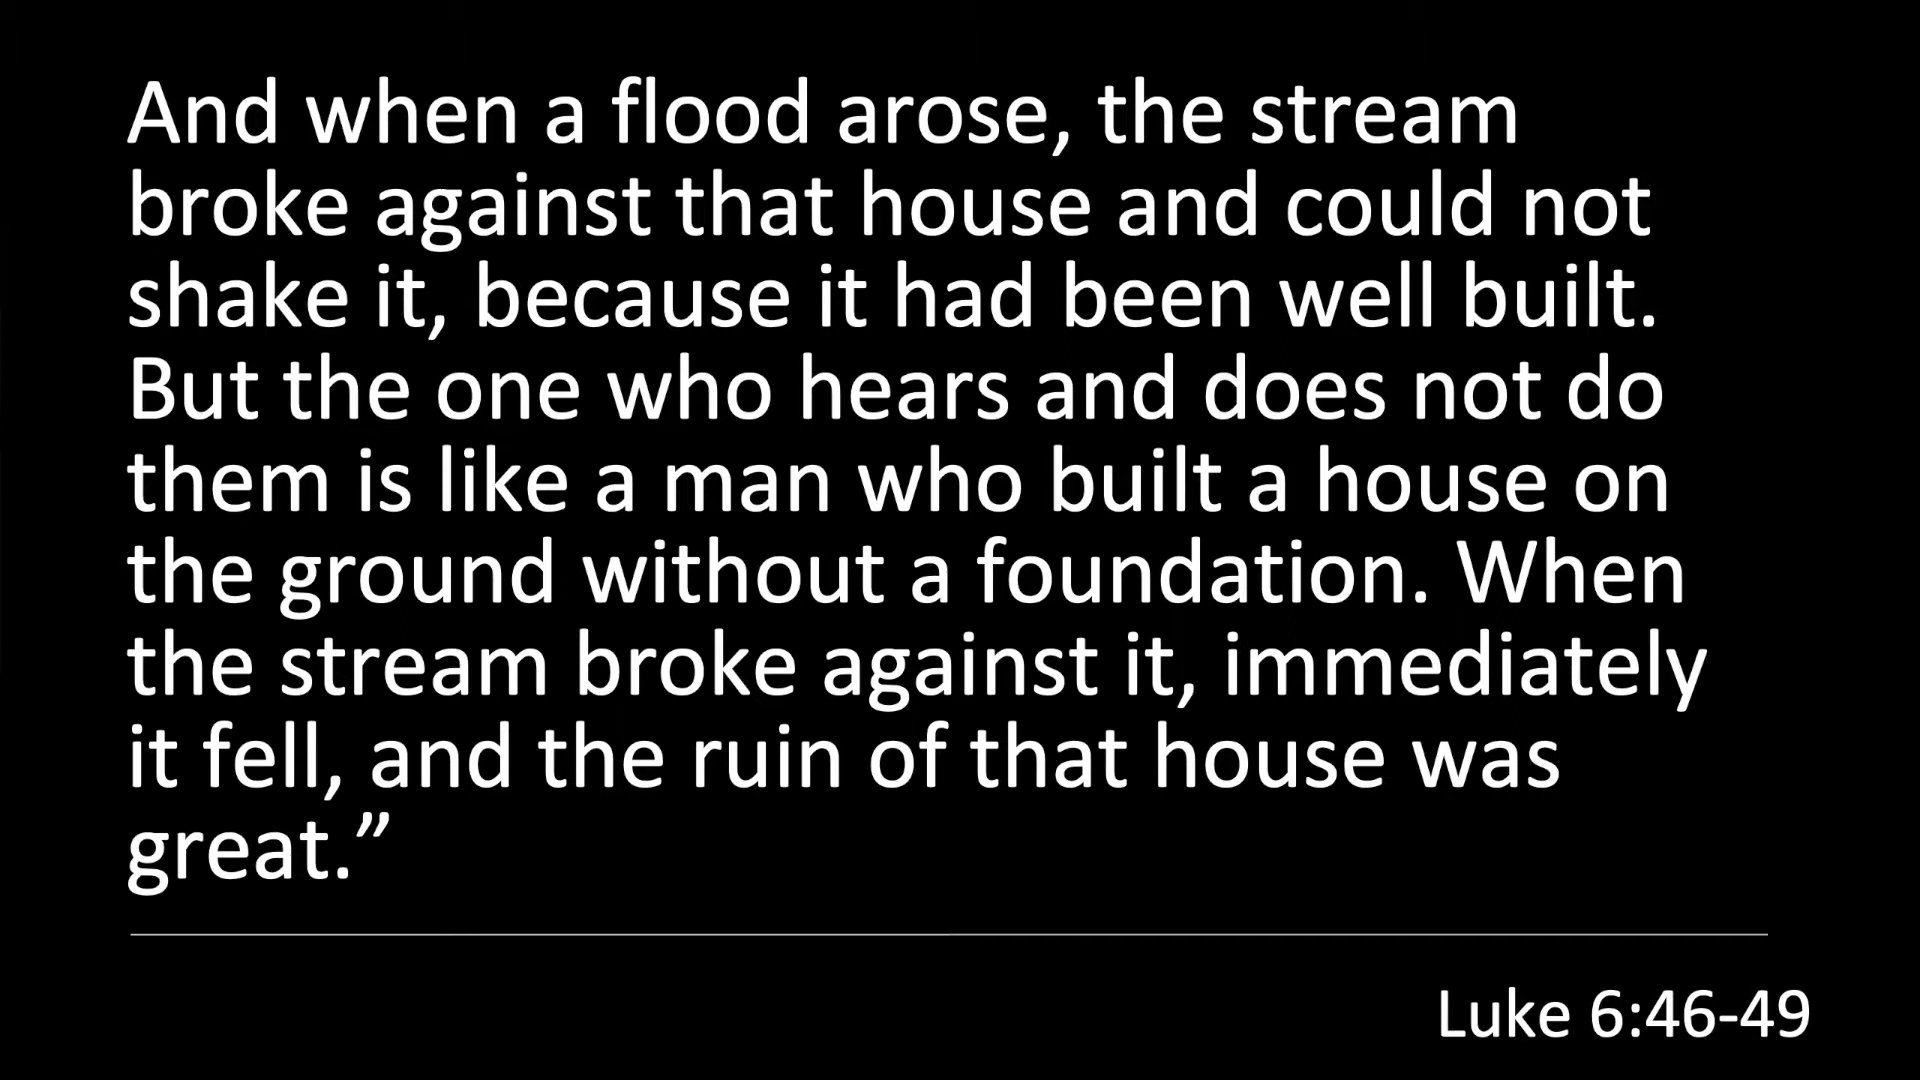 And when a flood arose, the stream
broke against that house and could not
shake it, because it had been well built.
But the one who hears and does not do
them is like a man who built a house on
the ground without a foundation. When
the stream broke against it, immediately
it fell, and the ruin of that house was
great.”
Luke 6:46-49